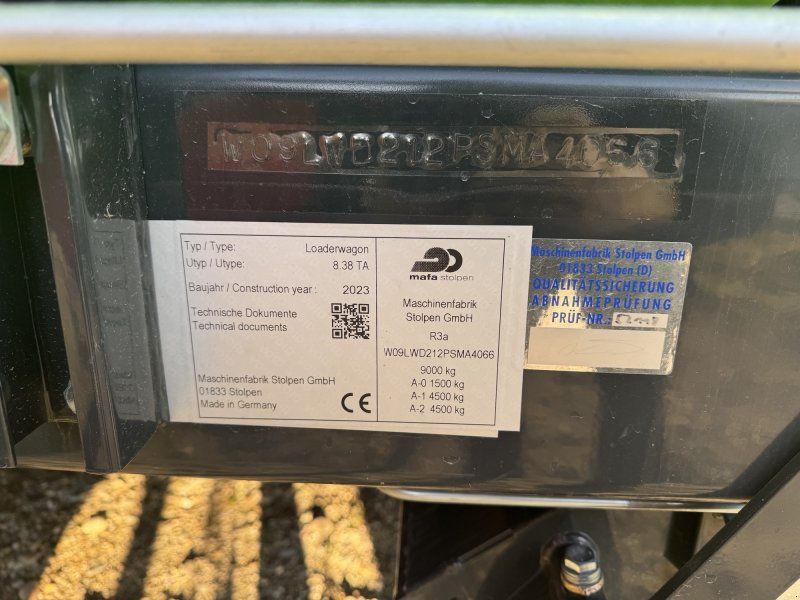 W09LWD212PSMA4066
Typ / Type: Loaderwagon
Utyp / Utype: 8.38 TA
Baujahr / Construction year : 2023
Technische Dokumente
Technical documents
Maschinenfabrik Stolpen GmbH
01833 Stolpen
Made in Germany
CE
mafa stolpen
Maschinenfabrik
Stolpen GmbH
R3a
W09LWD212PSMA4066
9000 kg
A-0 1500 kg
A-1 4500 kg
A-2 4500 kg
Maschinenfabrik Stolpen GmbH
01833 Stolpen (D)
QUALITÄTSSICHERUNG
ABNAHMEPRÜFUNG
PRÜF-NR.: